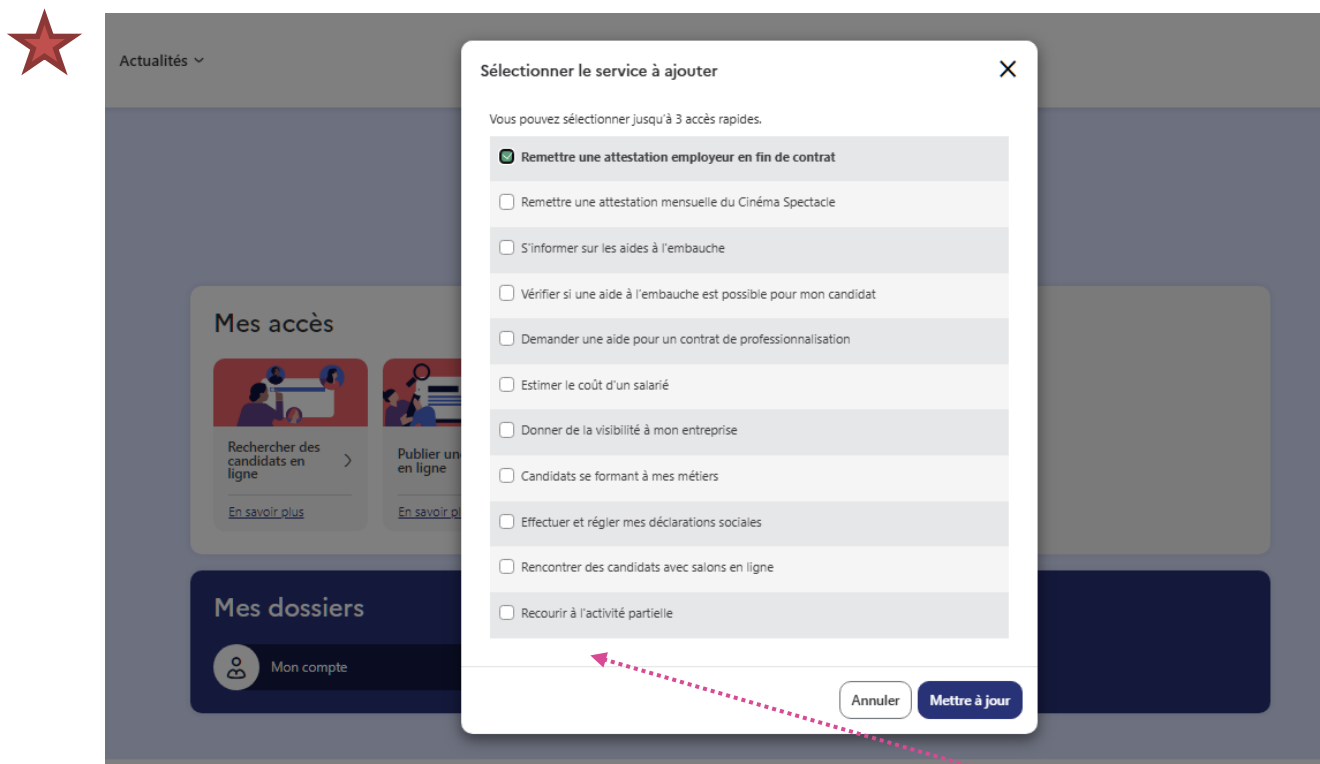 Actualités
Sélectionner le service à ajouter
Vous pouvez sélectionner jusqu'à 3 accès rapides.
Remettre une attestation employeur en fin de contrat
Remettre une attestation mensuelle du Cinéma Spectacle
S'informer sur les aides à l'embauche
Vérifier si une aide à l'embauche est possible pour mon candidat
Demander une aide pour un contrat de professionnalisation
Estimer le coût d'un salarié
Donner de la visibilité à mon entreprise
Candidats se formant à mes métiers
Effectuer et régler mes déclarations sociales
Rencontrer des candidats avec salons en ligne
Recourir à l'activité partielle
Annuler
Mettre à jour
Mes accès
Rechercher des
candidats en
ligne
En savoir plus
Publier un
en ligne
En savoir pl
Mes dossiers
Mon compte